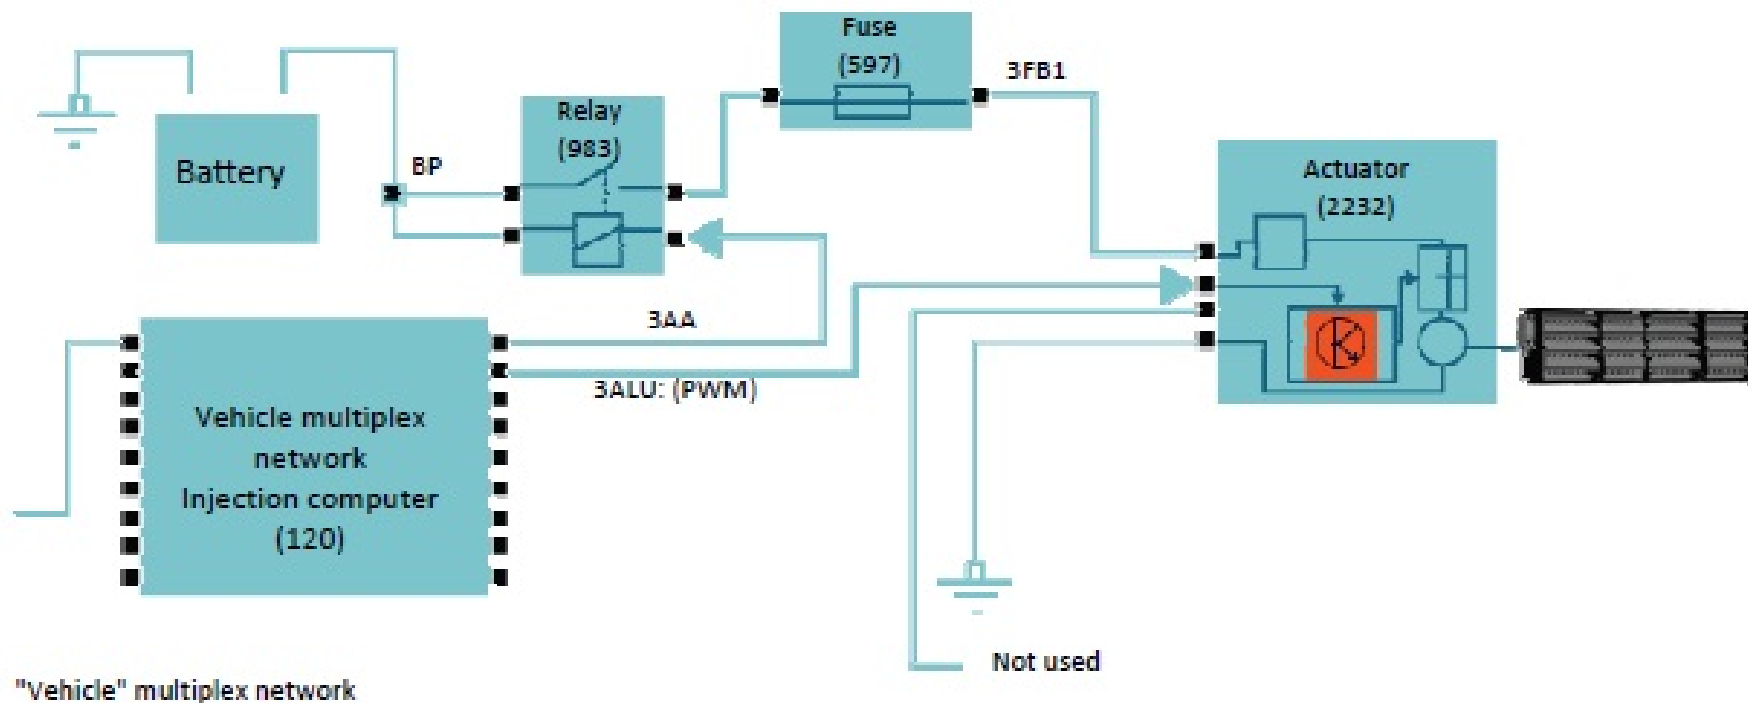 Fuse
(597)
3FB1
Relay
(983)
BP
Battery
Actuator
(2232)
3AA
3ALU: (PWM)
Vehicle multiplex
network
Injection computer
(120)
Not used
"Vehicle" multiplex network